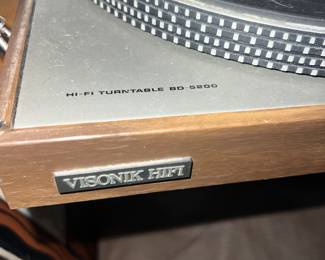 HI-FI TURNTABLE BD-5200
VISONIK HIFI